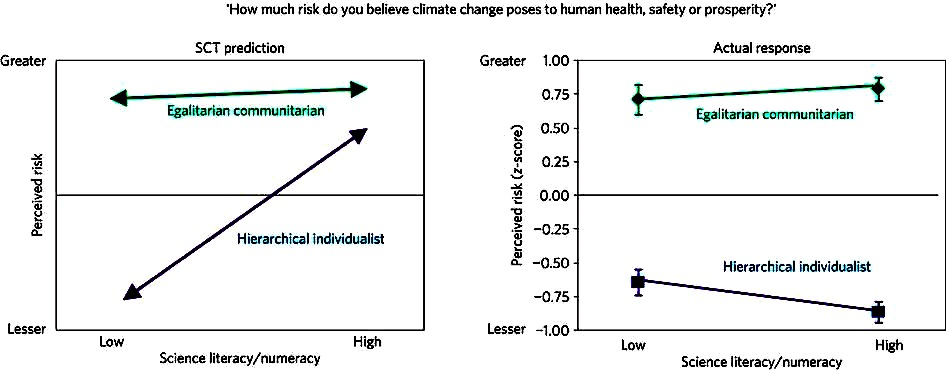 'How much risk do you believe climate change poses to human health, safety or prosperity?'
SCT prediction
Greater
Egalitarian communitarian
Perceived risk
Hierarchical individualist
Lesser
Low
High
Science literacy/numeracy
Actual response
Greater
1.00
0.75
0.50
0.25
0.00
−0.25
−0.50
−0.75
−1.00
Lesser
Perceived risk (z-score)
Egalitarian communitarian
Hierarchical individualist
Low
High
Science literacy/numeracy